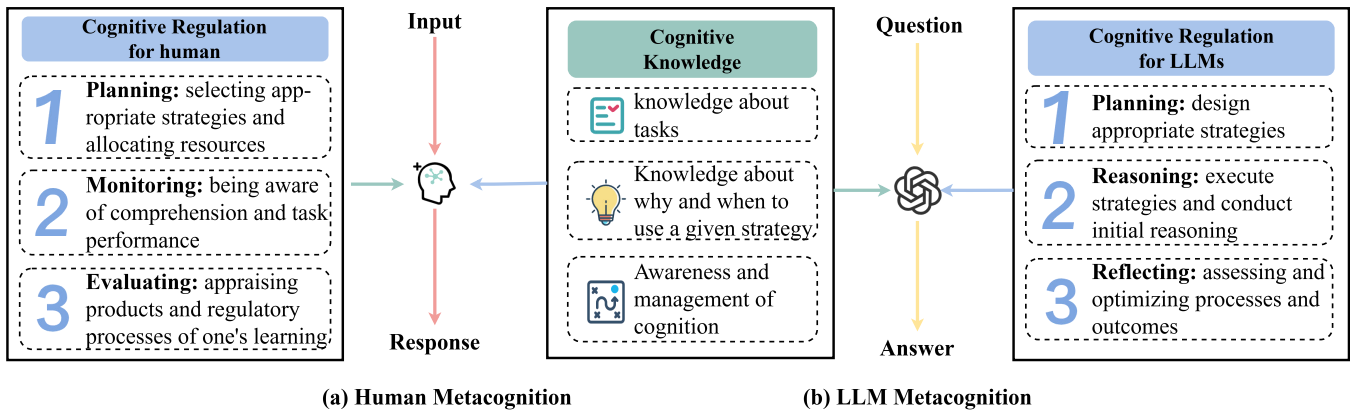 Cognitive Regulation
for human
1
Planning: selecting app-
ropriate strategies and
allocating resources
2
Monitoring: being aware
of comprehension and task
performance
3
Evaluating: appraising
products and regulatory
processes of one's learning
Input
Response
Cognitive
Knowledge
knowledge about
tasks
Knowledge about
why and when to
use a given strategy
Awareness and
management of
cognition
Question
Answer
Cognitive Regulation
for LLMs
1
Planning: design
appropriate strategies
2
Reasoning: execute
strategies and conduct
initial reasoning
3
Reflecting: assessing and
optimizing processes and
outcomes
(a) Human Metacognition
(b) LLM Metacognition